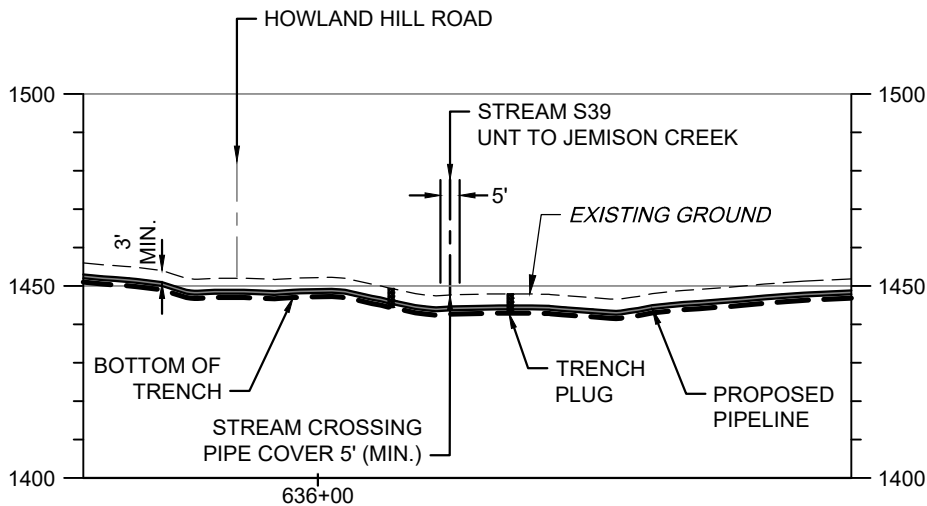 HOWLAND HILL ROAD
1500
1500
STREAM S39
UNT TO JEMISON CREEK
5'
EXISTING GROUND
3'
MIN.
1450
1450
BOTTOM OF
TRENCH
TRENCH
PLUG
PROPOSED
PIPELINE
STREAM CROSSING
PIPE COVER 5' (MIN.)
1400
1400
636+00